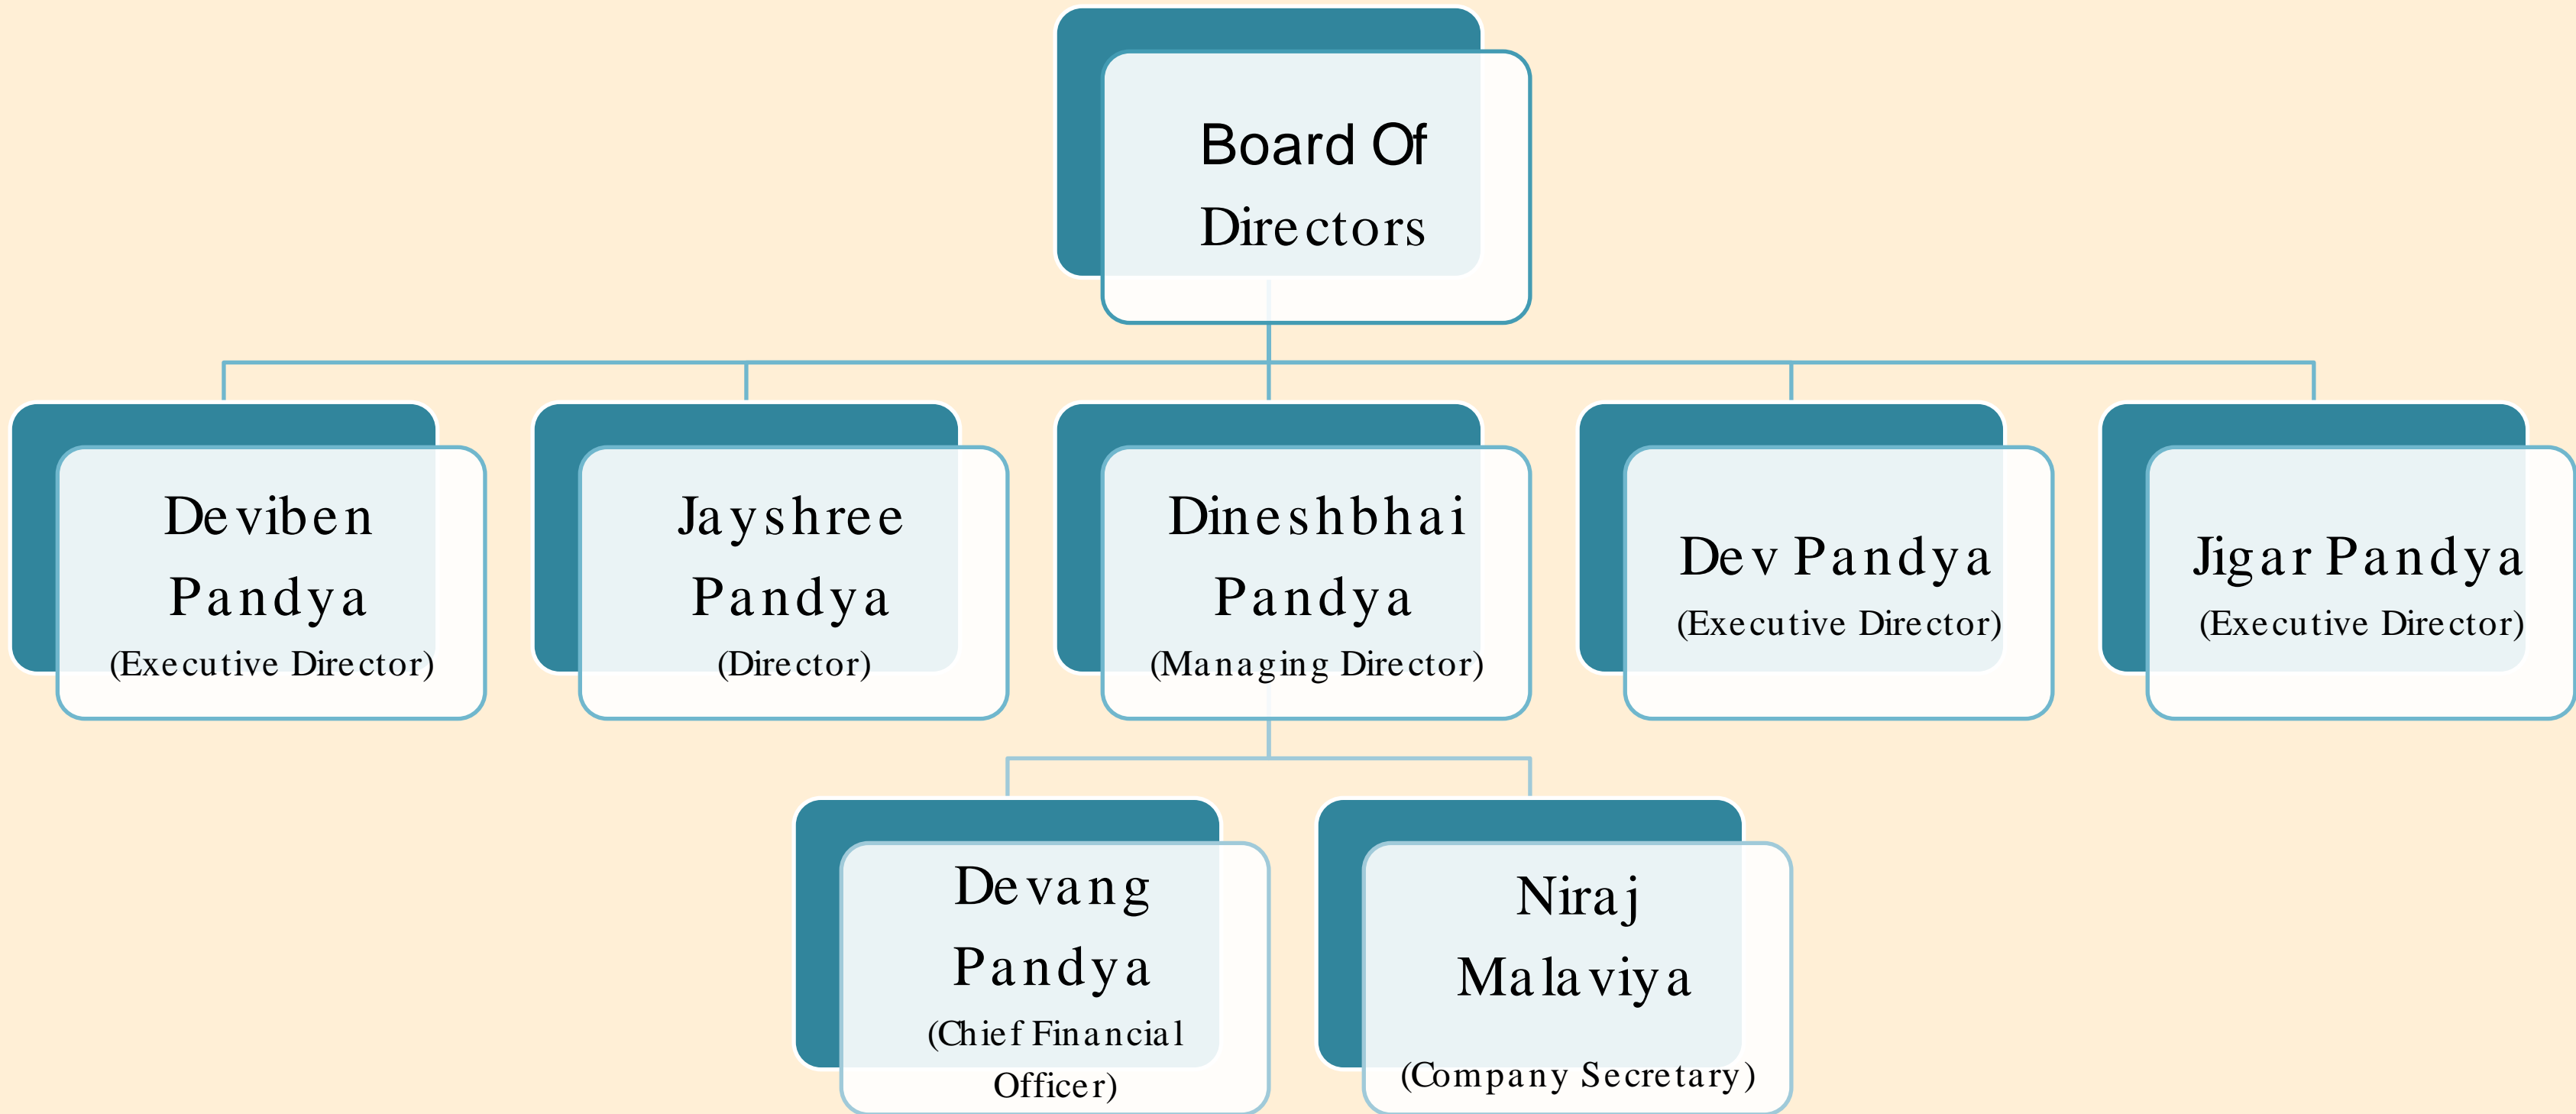 Board Of
Directors
Deviben
Pandya
(Executive Director)
Jayshree
Pandya
(Director)
Dineshbhai
Pandya
(Managing Director)
Dev Pandya
(Executive Director)
Jigar Pandya
(Executive Director)
Devang
Pandya
(Chief Financial
Officer)
Niraj
Malaviya
(Company Secretary)